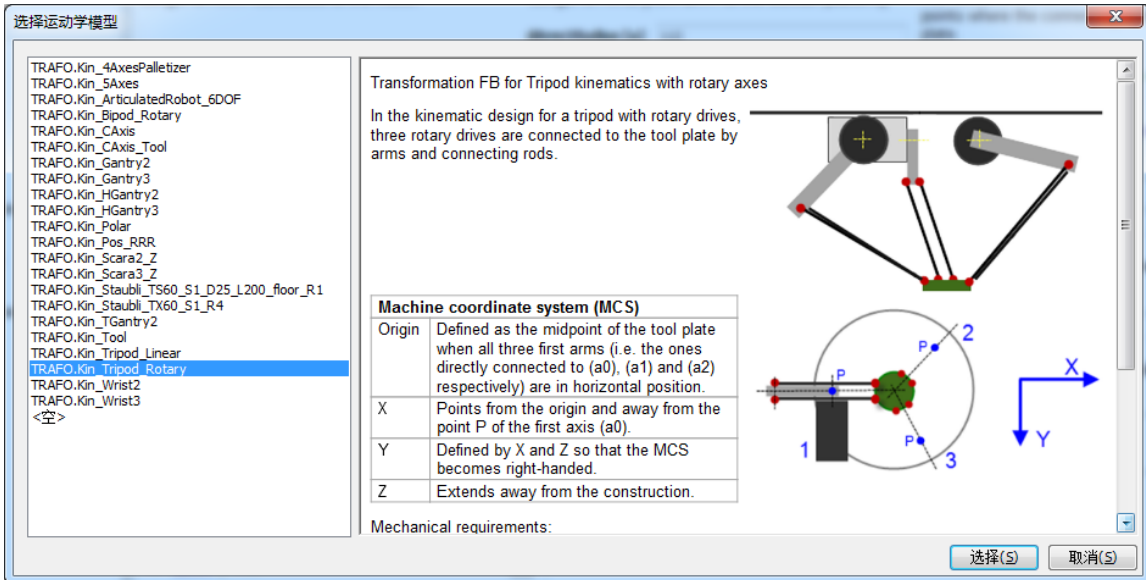 选择运动学模型
TRAFO.Kin_4AxesPalletizer
TRAFO.Kin_5Axes
TRAFO.Kin_ArticulatedRobot_6DOF
TRAFO.Kin_Bipod_Rotary
TRAFO.Kin_CAxis
TRAFO.Kin_CAxis_Tool
TRAFO.Kin_Gantry2
TRAFO.Kin_Gantry3
TRAFO.Kin_HGantry2
TRAFO.Kin_HGantry3
TRAFO.Kin_Polar
TRAFO.Kin_Pos_RRR
TRAFO.Kin_Scara2_Z
TRAFO.Kin_Scara3_Z
TRAFO.Kin_Staubli_TS60_S1_D25_L200_floor_R1
TRAFO.Kin_Staubli_TX60_S1_R4
TRAFO.Kin_TGantry2
TRAFO.Kin_Tool
TRAFO.Kin_Tripod_Linear
TRAFO.Kin_Tripod_Rotary
TRAFO.Kin_Wrist2
TRAFO.Kin_Wrist3
<空>
Transformation FB for Tripod kinematics with rotary axes
In the kinematic design for a tripod with rotary drives,
three rotary drives are connected to the tool plate by
arms and connecting rods.
Machine coordinate system (MCS)
Origin Defined as the midpoint of the tool plate
when all three first arms (i.e. the ones
directly connected to (a0), (a1) and (a2)
respectively) are in horizontal position.
X Points from the origin and away from the
point P of the first axis (a0).
Y Defined by X and Z so that the MCS
becomes right-handed.
Z Extends away from the construction.
Mechanical requirements:
P 2
P
X
1
P
3
Y
选择(S) 取消(S)